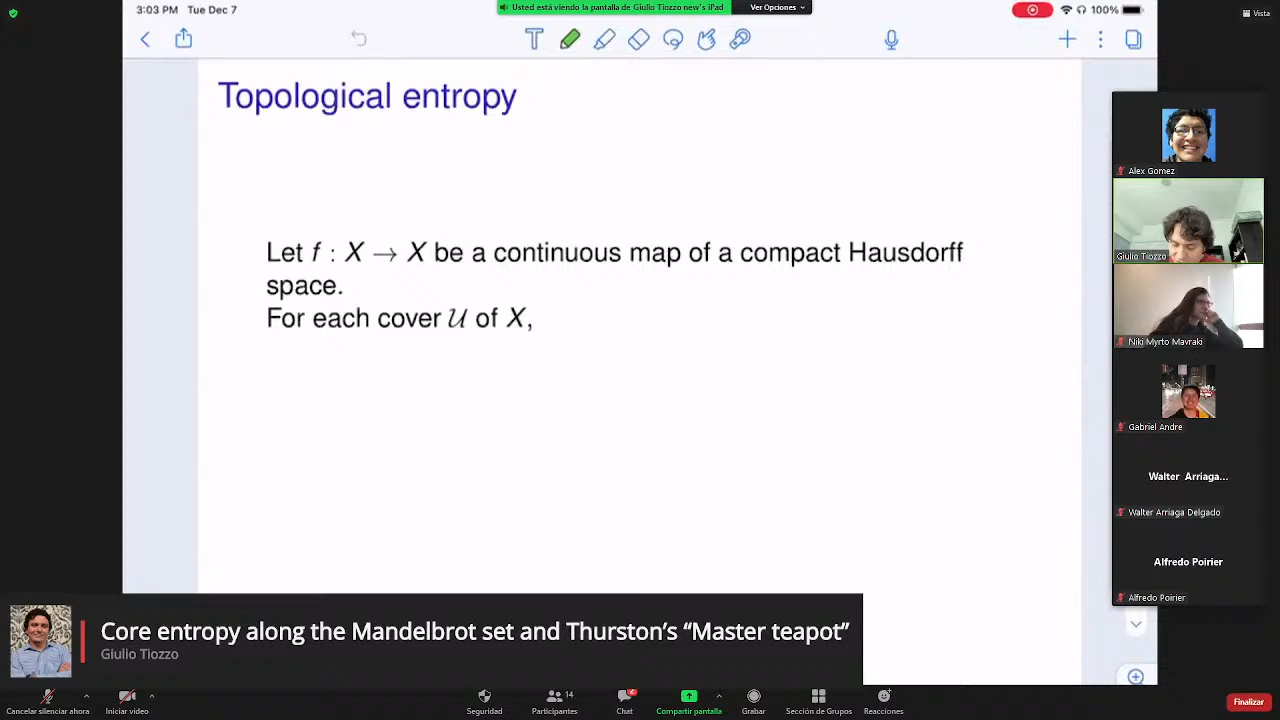 3:03 PM Tue Dec 7
Usted está viendo la pantalla de Giulio Tiozzo new's iPad
Ver Opciones
100%
Vista
Topological entropy
Let f : X → X be a continuous map of a compact Hausdorff
space.
For each cover 𝒰 of X,
Alex Gomez
Giulio Tiozzo
Niki Myrto Mavraki
Gabriel Andre
Walter Arriaga...
Walter Arriaga Delgado
Alfredo Poirier
Alfredo Poirier
Core entropy along the Mandelbrot set and Thurston's “Master teapot”
Giulio Tiozzo
Cancelar silenciar ahora
Iniciar video
Seguridad
14
Participantes
2
Chat
Compartir pantalla
Grabar
Sección de Grupos
Reacciones
Finalizar